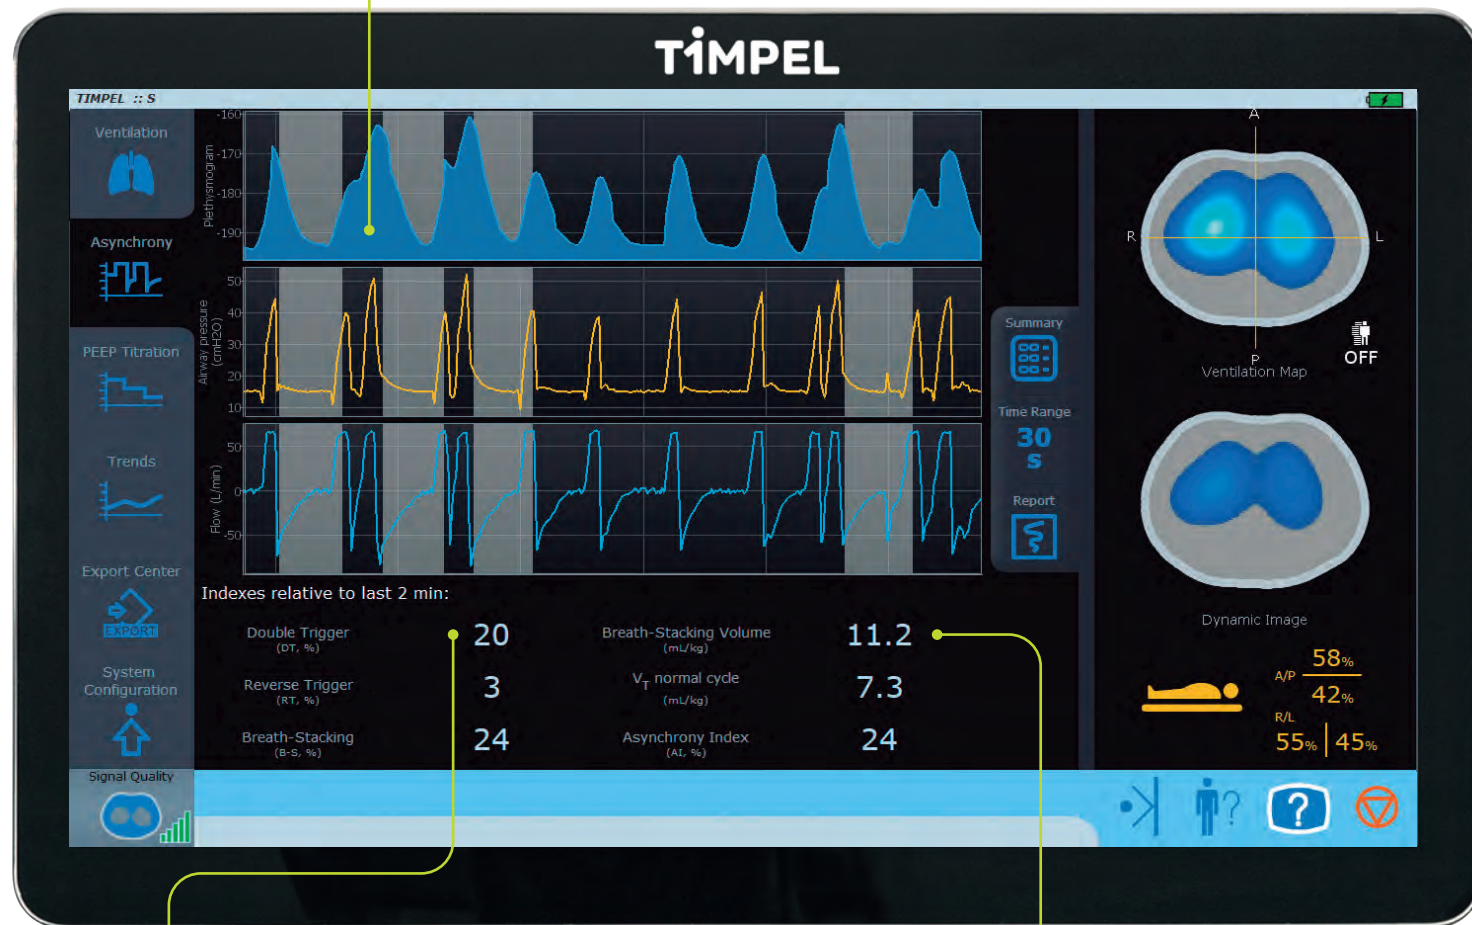 TIMPEL
TIMPEL :: S
Ventilation
Asynchrony
PEEP Titration
Trends
Export Center
EXPORT
System
Configuration
Signal Quality
Plethysmogram
-160
-170
-180
-190
Airway pressure
(cmH2O)
50
40
30
20
10
Flow (L/min)
50
0
-50
Summary
Time Range
30
s
Report
Indexes relative to last 2 min:
Double Trigger
(DT, %)
20
Breath-Stacking Volume
(mL/kg)
11.2
Reverse Trigger
(RT, %)
3
VT normal cycle
(mL/kg)
7.3
Breath-Stacking
(B-S, %)
24
Asynchrony Index
(AI, %)
24
A
R
L
P
Ventilation Map
OFF
Dynamic Image
A/P
58%
42%
R/L
55% | 45%
?
?